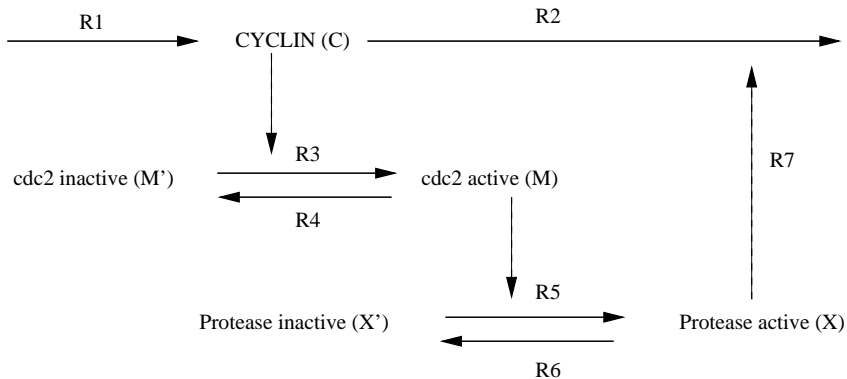 R1
R2
CYCLIN (C)
R3
R7
cdc2 inactive (M’)
cdc2 active (M)
R4
R5
Protease inactive (X’)
Protease active (X)
R6